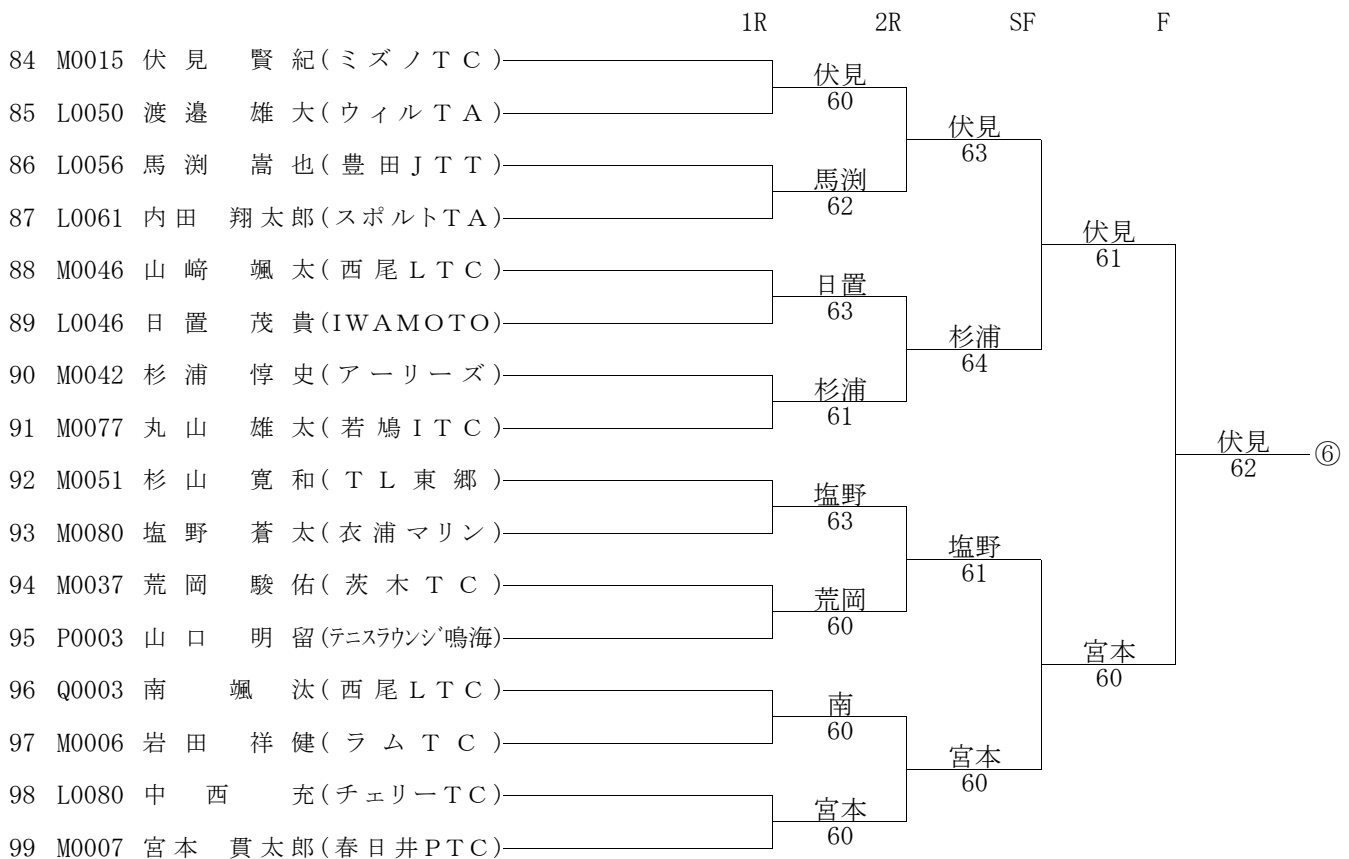 1R 2R SF F
84 M0015 伏見 賢紀(ミズノTC)
伏見
60
85 L0050 渡邉 雄大(ウィルTA)
伏見
63
86 L0056 馬渕 嵩也(豊田JTT)
馬渕
62
87 L0061 内田 翔太郎(スポルトTA)
伏見
61
88 M0046 山﨑 颯太(西尾LTC)
日置
63
89 L0046 日置 茂貴(IWAMOTO)
杉浦
64
90 M0042 杉浦 惇史(アーリーズ)
杉浦
61
91 M0077 丸山 雄太(若鳩ITC)
伏見 ⑥
62
92 M0051 杉山 寛和(TL東郷)
塩野
63
93 M0080 塩野 蒼太(衣浦マリン)
塩野
61
94 M0037 荒岡 駿佑(茨木TC)
荒岡
60
95 P0003 山口 明留(テニスラウンジ鳴海)
宮本
60
96 Q0003 南 颯汰(西尾LTC)
南
60
97 M0006 岩田 祥健(ラムTC)
宮本
60
98 L0080 中西 充(チェリーTC)
宮本
60
99 M0007 宮本 貫太郎(春日井PTC)